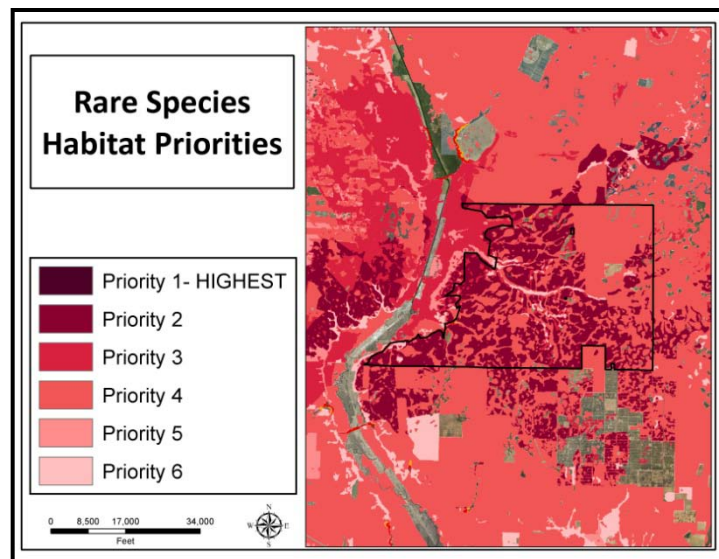 Rare Species
Habitat Priorities
Priority 1- HIGHEST
Priority 2
Priority 3
Priority 4
Priority 5
Priority 6
0 8,500 17,000 34,000
Feet
N
W E
S